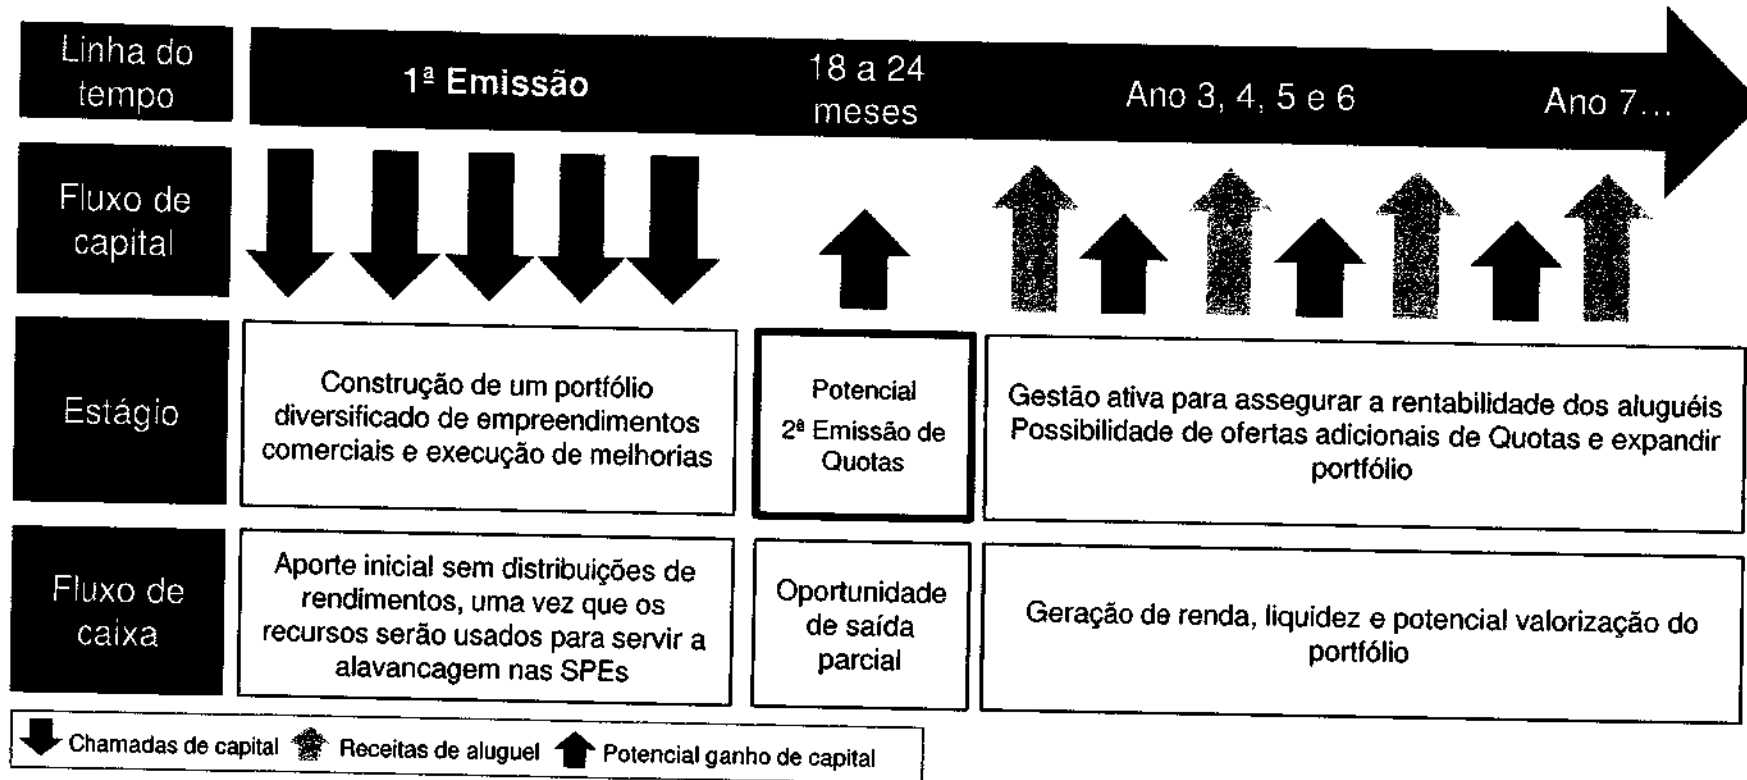 Linha do
tempo
1ª Emissão
18 a 24
meses
Ano 3, 4, 5 e 6
Ano 7...
Fluxo de
capital
Estágio
Construção de um portfólio
diversificado de empreendimentos
comerciais e execução de melhorias
Potencial
2ª Emissão de
Quotas
Gestão ativa para assegurar a rentabilidade dos aluguéis
Possibilidade de ofertas adicionais de Quotas e expandir
portfólio
Fluxo de
caixa
Aporte inicial sem distribuições de
rendimentos, uma vez que os
recursos serão usados para servir a
alavancagem nas SPEs
Oportunidade
de saída
parcial
Geração de renda, liquidez e potencial valorização do
portfólio
Chamadas de capital
Receitas de aluguel
Potencial ganho de capital